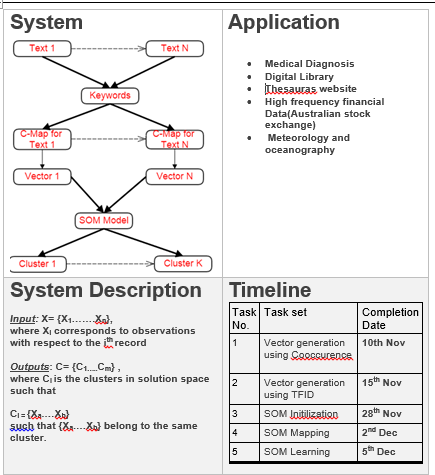 System
Text 1
Text N
Keywords
C-Map for
Text 1
C-Map for
Text N
Vector 1
Vector N
SOM Model
Cluster 1
Cluster K
Application
Medical Diagnosis
Digital Library
Thesauras website
High frequency financial
Data(Australian stock
exchange)
Meteorology and
oceanography
System Description
Input: X= {X₁…….Xₙ},
where Xᵢ corresponds to observations
with respect to the iᵗʰ record
Outputs: C= {C₁….Cₘ} ,
where Cᵢ is the clusters in solution space
such that
Cᵢ = {Xₐ….X_b}
such that {Xₐ….X_b} belong to the same
cluster.
Timeline
Task No. Task set Completion Date
1 Vector generation using Cooccurence 10th Nov
2 Vector generation using TFID 15th Nov
3 SOM Initilization 28th Nov
4 SOM Mapping 2nd Dec
5 SOM Learning 5th Dec